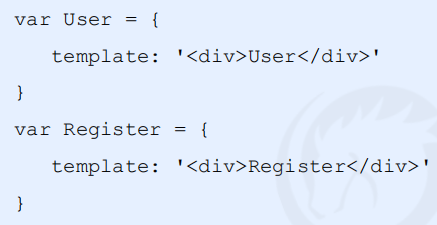 var User = {
template: '<div>User</div>'
}
var Register = {
template: '<div>Register</div>'
}